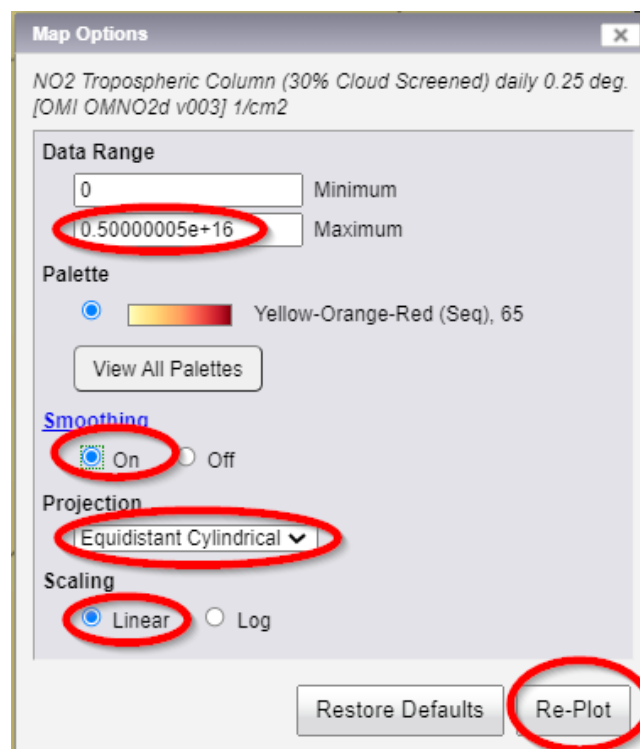 Map Options
NO2 Tropospheric Column (30% Cloud Screened) daily 0.25 deg.
[OMI OMNO2d v003] 1/cm2
Data Range
0 Minimum
0.50000005e+16 Maximum
Palette
Yellow-Orange-Red (Seq), 65
View All Palettes
Smoothing
On Off
Projection
Equidistant Cylindrical
Scaling
Linear Log
Restore Defaults Re-Plot